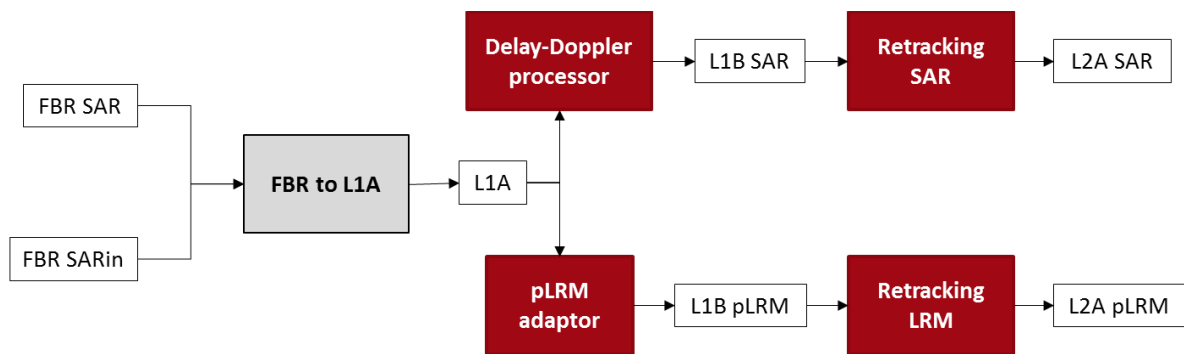 FBR SAR
FBR SARin
FBR to L1A
L1A
Delay-Doppler
processor
L1B SAR
Retracking
SAR
L2A SAR
pLRM
adaptor
L1B pLRM
Retracking
LRM
L2A pLRM